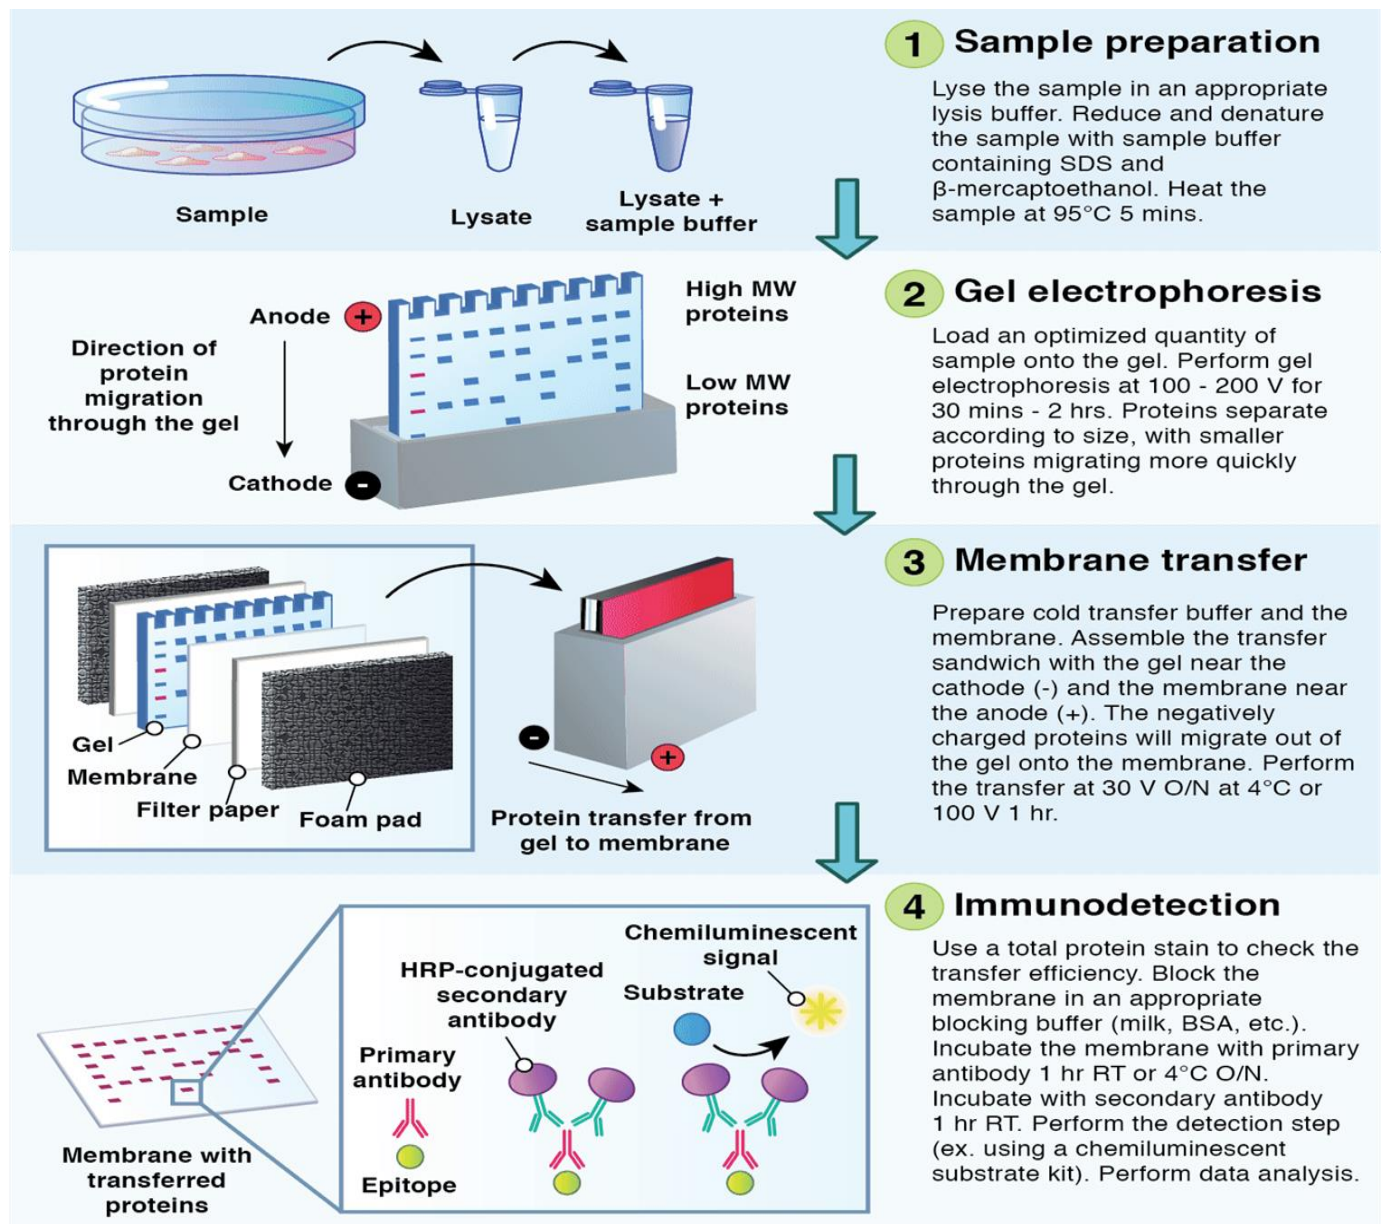 1 Sample preparation
Lyse the sample in an appropriate
lysis buffer. Reduce and denature
the sample with sample buffer
containing SDS and
β-mercaptoethanol. Heat the
sample at 95°C 5 mins.
Sample
Lysate
Lysate +
sample buffer
2 Gel electrophoresis
Load an optimized quantity of
sample onto the gel. Perform gel
electrophoresis at 100 - 200 V for
30 mins - 2 hrs. Proteins separate
according to size, with smaller
proteins migrating more quickly
through the gel.
Anode +
Direction of
protein
migration
through the gel
Cathode -
High MW
proteins
Low MW
proteins
3 Membrane transfer
Prepare cold transfer buffer and the
membrane. Assemble the transfer
sandwich with the gel near the
cathode (-) and the membrane near
the anode (+). The negatively
charged proteins will migrate out of
the gel onto the membrane. Perform
the transfer at 30 V O/N at 4°C or
100 V 1 hr.
Gel
Membrane
Filter paper
Foam pad
-
+
Protein transfer from
gel to membrane
4 Immunodetection
Use a total protein stain to check the
transfer efficiency. Block the
membrane in an appropriate
blocking buffer (milk, BSA, etc.).
Incubate the membrane with primary
antibody 1 hr RT or 4°C O/N.
Incubate with secondary antibody
1 hr RT. Perform the detection step
(ex. using a chemiluminescent
substrate kit). Perform data analysis.
Membrane with
transferred
proteins
Primary
antibody
Epitope
HRP-conjugated
secondary
antibody
Substrate
Chemiluminescent
signal